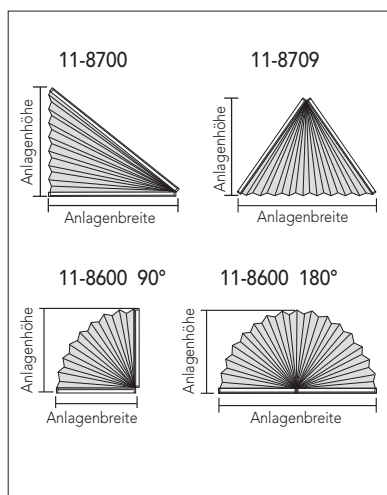 11-8700
Anlagenhöhe
Anlagenbreite
11-8709
Anlagenhöhe
Anlagenbreite
11-8600 90°
Anlagenhöhe
Anlagenbreite
11-8600 180°
Anlagenhöhe
Anlagenbreite